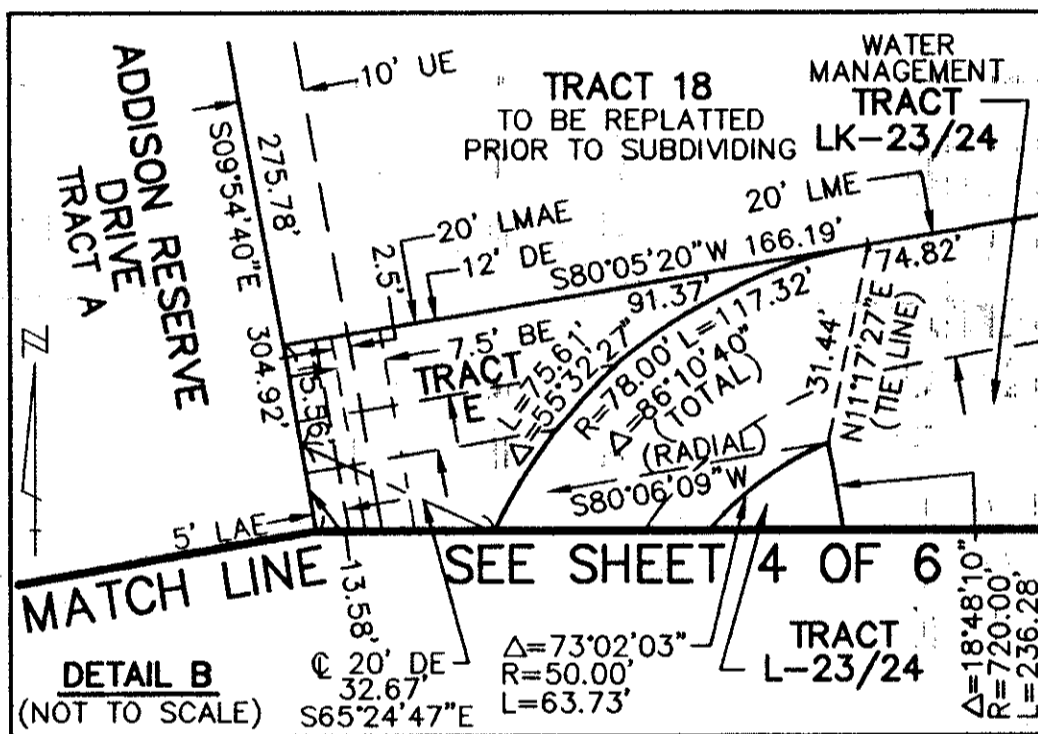 ADDISON RESERVE
DRIVE
TRACT A
S09°54'40"E
275.78'
304.92'
10' UE
TRACT 18
TO BE REPLATTED
PRIOR TO SUBDIVIDING
WATER
MANAGEMENT
TRACT
LK-23/24
20' LMAE
12' DE
2.5'
S80°05'20"W 166.19'
20' LME
74.82'
91.37'
7.5' BE
TRACT
E
15.56'
L=75.61'
Δ=55°32'27"
R=78.00' L=117.32'
Δ=86°10'40"
(TOTAL)
(RADIAL)
S80°06'09"W
31.44'
N11°17'27"E
(TIE LINE)
N
5' LAE
MATCH LINE SEE SHEET 4 OF 6
13.58'
DETAIL B
(NOT TO SCALE)
℄ 20' DE
32.67'
S65°24'47"E
Δ=73°02'03"
R=50.00'
L=63.73'
TRACT
L-23/24
Δ=18°48'10"
R=720.00'
L=236.28'